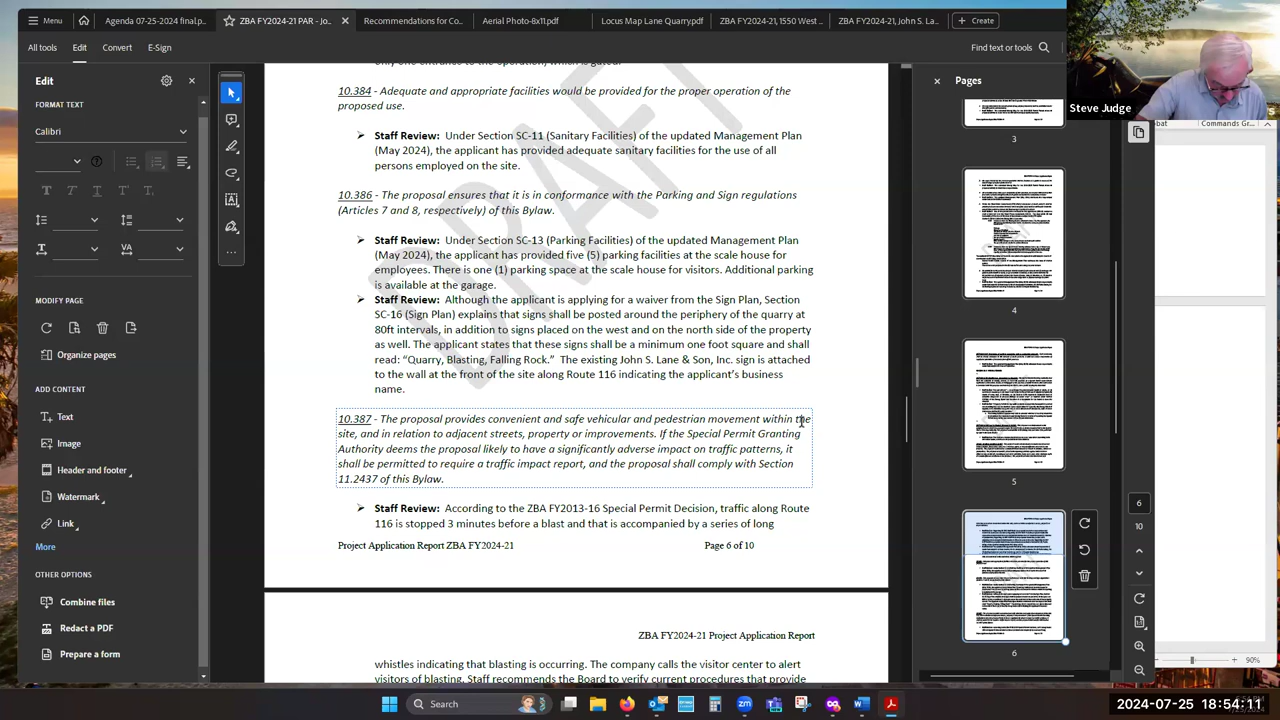 Menu
Agenda 07-25-2024 final.p...
ZBA FY2024-21 PAR - Jo...
Recommendations for Co...
Aerial Photo-8x11.pdf
Locus Map Lane Quarry.pdf
ZBA FY2024-21, 1550 West ...
ZBA FY2024-21, John S. La...
Create
All tools
Edit
Convert
E-Sign
Find text or tools
Steve Judge
Edit
FORMAT TEXT
Calibri
MODIFY PAGE
Organize pages
ADD CONTENT
Text
Image
Header and footer
Watermark
Link
More
OTHER OPTIONS
Combine files
Redact a PDF
Prepare a form
only one entrance to the operation, which is gated.
10.384 - Adequate and appropriate facilities would be provided for the proper operation of the
proposed use.
Staff Review: Under Secont SC-11 (Sanitary Facilities) of the updated Management Plan
(May 2024), the applicant has provided adequate sanitary facilities for the use of all
persons employed on the site.
10.386 - The proposal ensures that it is in conformance with the Parking and Sign regulations
(Articles 7 and 8, respectively) of this Bylaw.
Staff Review: Under Section SC-13 (Parking Facilities) of the updated Management Plan
(May 2024), the applicant has provided five (5) parking facilities at the scale house for
employees. There is one (1) parking space at the scale house for visitors. Additional parking
is available at the garage.
Staff Review: Although the applicant is applying for a waiver from the Sign Plan, Section
SC-16 (Sign Plan) explains that signs shall be posted around the periphery of the quarry at
80ft intervals, in addition to signs placed on the west and on the north side of the property
as well. The applicant states that these signs shall be a minimum one foot square and shall
read: “Quarry, Blasting, Falling Rock.” The existing John S. Lane & Son, Inc. sign is attached
to the wall at the front of the site along Route 116 indicating the applicant’s business
name.
10.387 - The proposal provides convenient and safe vehicular and pedestrian movement within the
site, and in relation to adjacent streets, property or improvements. If the Special Permit Granting
Authority deems the proposal likely to have a significantly adverse impact on traffic patterns, it
shall be permitted to require a traffic impact report, and the proposal shall comply with Section
11.2437 of this Bylaw.
Staff Review: According to the ZBA FY2013-16 Special Permit Decision, traffic along Route
116 is stopped 3 minutes before a blast and that is accompanied by a series of long
Project Application Report ZBA FY2024-21
Page 6 of 10
ZBA FY2024-21 Project Application Report
whistles indicating that blasting is occurring. The company calls the visitor center to alert
Pages
3
4
5
6
6
10
90%
Search
2024-07-25 18:54:11